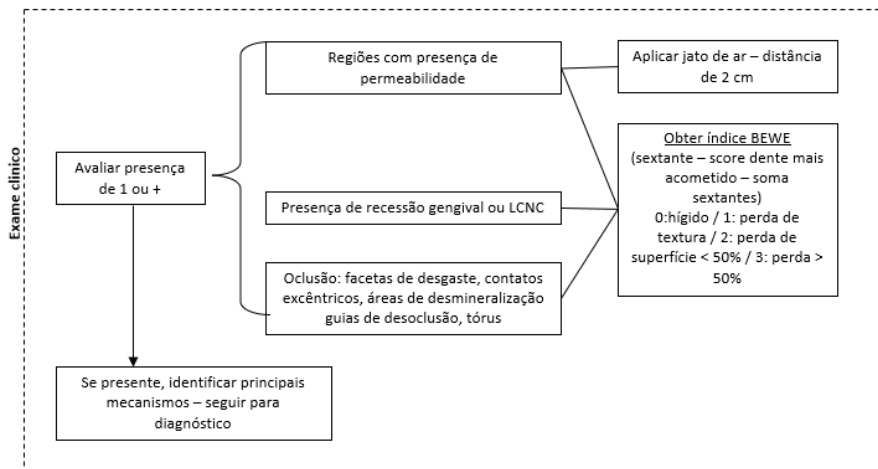 Exame clínico
Avaliar presença
de 1 ou +
Regiões com presença de
permeabilidade
Aplicar jato de ar – distância
de 2 cm
Presença de recessão gengival ou LCNC
Oclusão: facetas de desgaste, contatos
excêntricos, áreas de desmineralização
guias de desoclusão, tórus
Obter índice BEWE
(sextante – score dente mais
acometido – soma
sextantes)
0:hígido / 1: perda de
textura / 2: perda de
superfície < 50% / 3: perda >
50%
Se presente, identificar principais
mecanismos – seguir para
diagnóstico